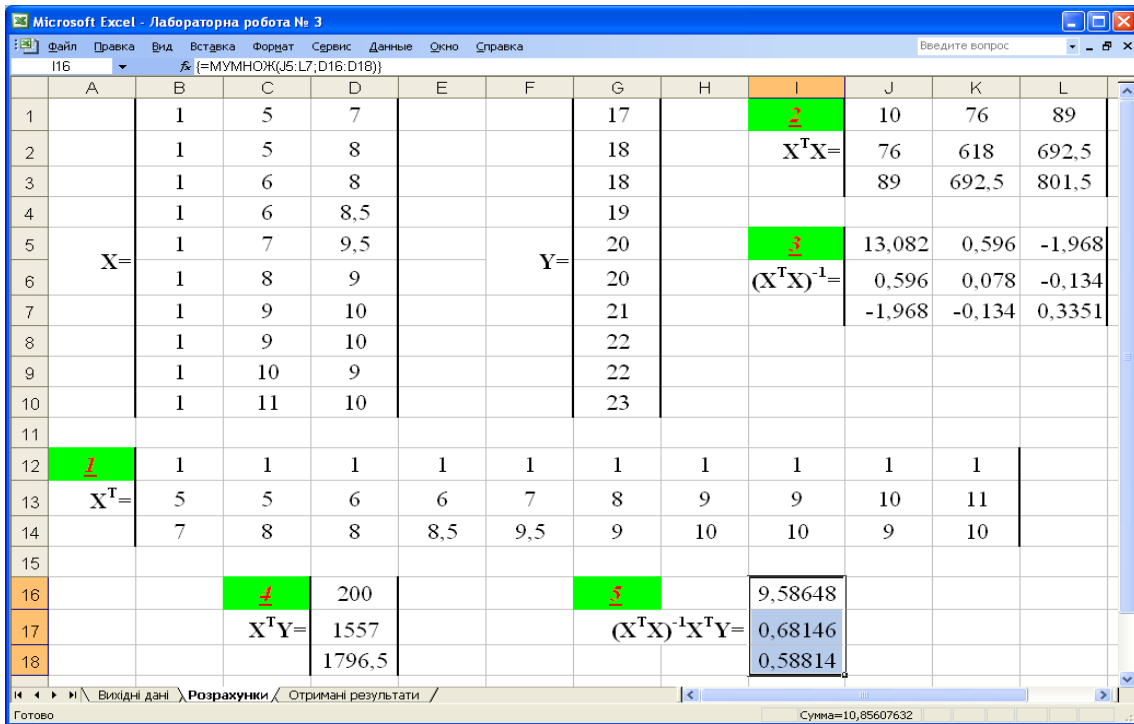 Microsoft Excel - Лабораторна робота № 3
Файл Правка Вид Вставка Формат Сервис Данные Окно Справка Введите вопрос
I16 fx {=МУМНОЖ(J5:L7;D16:D18)}
A B C D E F G H I J K L
1 1 5 7 17 2 10 76 89
2 1 5 8 18 XᵀX= 76 618 692,5
3 1 6 8 18 89 692,5 801,5
4 1 6 8,5 19
5 1 7 9,5 20 3 13,082 0,596 -1,968
X= Y=
6 1 8 9 20 (XᵀX)⁻¹= 0,596 0,078 -0,134
7 1 9 10 21 -1,968 -0,134 0,3351
8 1 9 10 22
9 1 10 9 22
10 1 11 10 23
11
12 1 1 1 1 1 1 1 1 1 1 1
13 Xᵀ= 5 5 6 6 7 8 9 9 10 11
14 7 8 8 8,5 9,5 9 10 10 9 10
15
16 4 200 5 9,58648
17 XᵀY= 1557 (XᵀX)⁻¹XᵀY= 0,68146
18 1796,5 0,58814
Вихідні дані Розрахунки Отримані результати
Готово Сумма=10,85607632